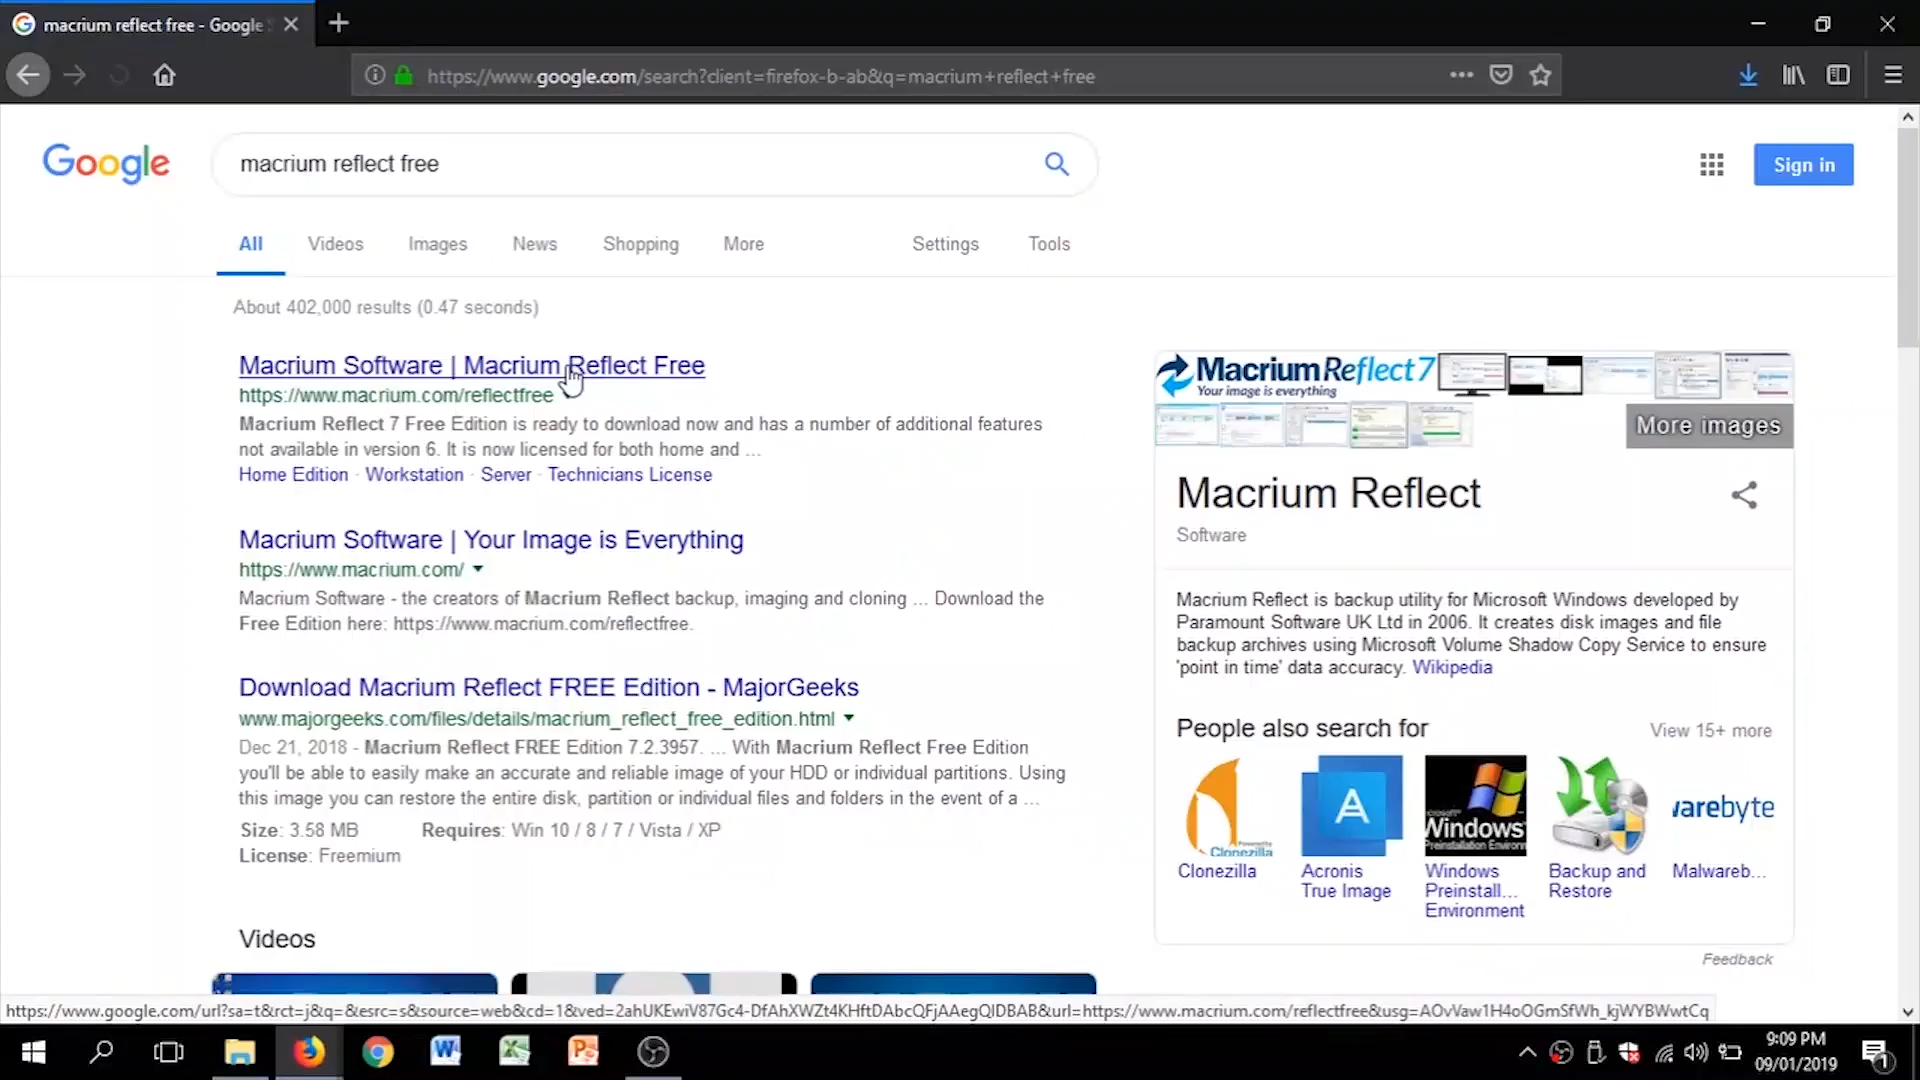 macrium reflect free - Google
https://www.google.com/search?client=firefox-b-ab&q=macrium+reflect+free
Google
macrium reflect free
Sign in
All
Videos
Images
News
Shopping
More
Settings
Tools
About 402,000 results (0.47 seconds)
Macrium Software | Macrium Reflect Free
https://www.macrium.com/reflectfree
Macrium Reflect 7 Free Edition is ready to download now and has a number of additional features
not available in version 6. It is now licensed for both home and ...
Home Edition · Workstation · Server · Technicians License
Macrium Software | Your Image is Everything
https://www.macrium.com/
Macrium Software - the creators of Macrium Reflect backup, imaging and cloning ... Download the
Free Edition here: https://www.macrium.com/reflectfree.
Download Macrium Reflect FREE Edition - MajorGeeks
www.majorgeeks.com/files/details/macrium_reflect_free_edition.html
Dec 21, 2018 - Macrium Reflect FREE Edition 7.2.3957. ... With Macrium Reflect Free Edition
you'll be able to easily make an accurate and reliable image of your HDD or individual partitions. Using
this image you can restore the entire disk, partition or individual files and folders in the event of a ...
Size: 3.58 MB Requires: Win 10 / 8 / 7 / Vista / XP
License: Freemium
Videos
Macrium Reflect 7
Your image is everything
More images
Macrium Reflect
Software
Macrium Reflect is backup utility for Microsoft Windows developed by
Paramount Software UK Ltd in 2006. It creates disk images and file
backup archives using Microsoft Volume Shadow Copy Service to ensure
'point in time' data accuracy. Wikipedia
People also search for
View 15+ more
Clonezilla
A
Windows
Preinstallation Environm
warebyte
Clonezilla
Acronis
True Image
Windows
Preinstall...
Environment
Backup and
Restore
Malwareb...
Feedback
https://www.google.com/url?sa=t&rct=j&q=&esrc=s&source=web&cd=1&ved=2ahUKEwiV87Gc4-DfAhXWZt4KHftDAbcQFjAAegQIDBAB&url=https://www.macrium.com/reflectfree&usg=AOvVaw1H4oOGmSfWh_kjWYBWwtCq
9:09 PM
09/01/2019
1